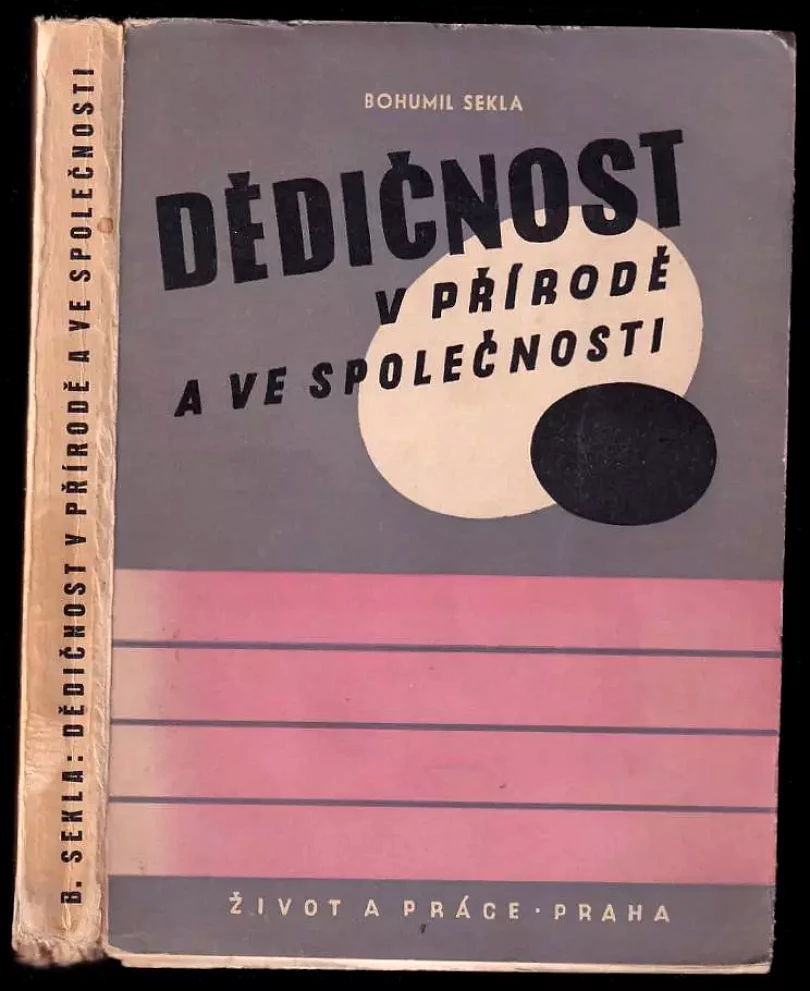 B. SEKLA: DĚDIČNOST V PŘÍRODĚ A VE SPOLEČNOSTI
BOHUMIL SEKLA
DĚDIČNOST
V PŘÍRODĚ
A VE SPOLEČNOSTI
ŽIVOT A PRÁCE · PRAHA